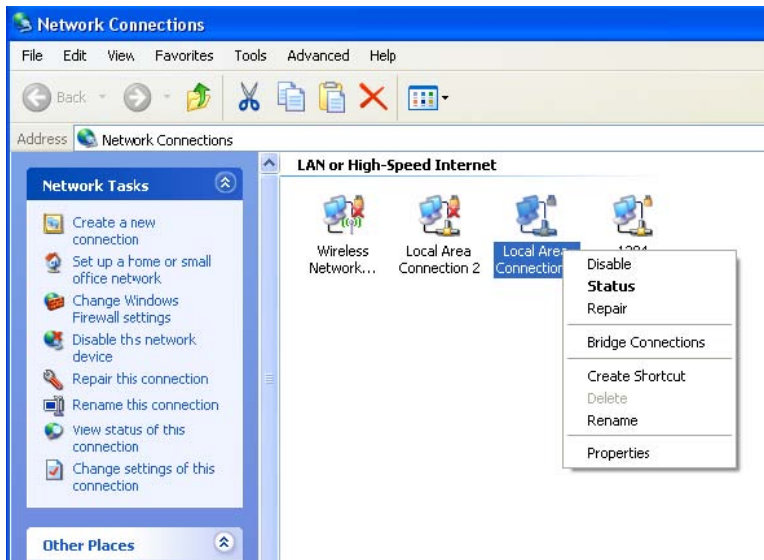 Network Connections
File Edit View Favorites Tools Advanced Help
Back
Address Network Connections
Network Tasks
Create a new
connection
Set up a home or small
office network
Change Windows
Firewall settings
Disable this network
device
Repair this connection
Rename this connection
View status of this
connection
Change settings of this
connection
Other Places
LAN or High-Speed Internet
Wireless
Network...
Local Area
Connection 2
Local Area
Connection
1394
Disable
Status
Repair
Bridge Connections
Create Shortcut
Delete
Rename
Properties